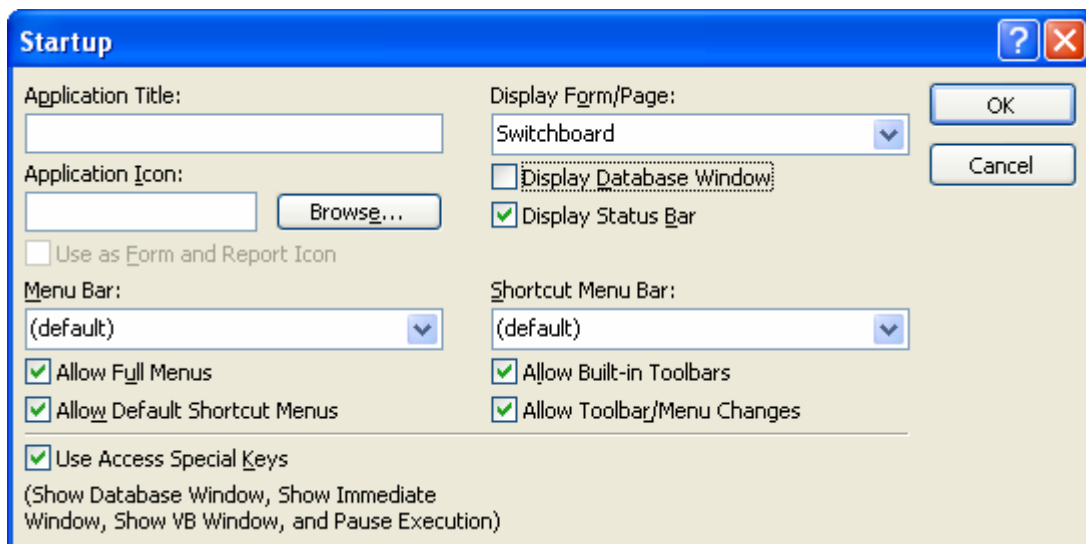 Startup
Application Title:
Display Form/Page:
OK
Switchboard
Cancel
Application Icon:
Display Database Window
Browse...
Display Status Bar
Use as Form and Report Icon
Menu Bar:
Shortcut Menu Bar:
(default)
(default)
Allow Full Menus
Allow Built-in Toolbars
Allow Default Shortcut Menus
Allow Toolbar/Menu Changes
Use Access Special Keys
(Show Database Window, Show Immediate
Window, Show VB Window, and Pause Execution)